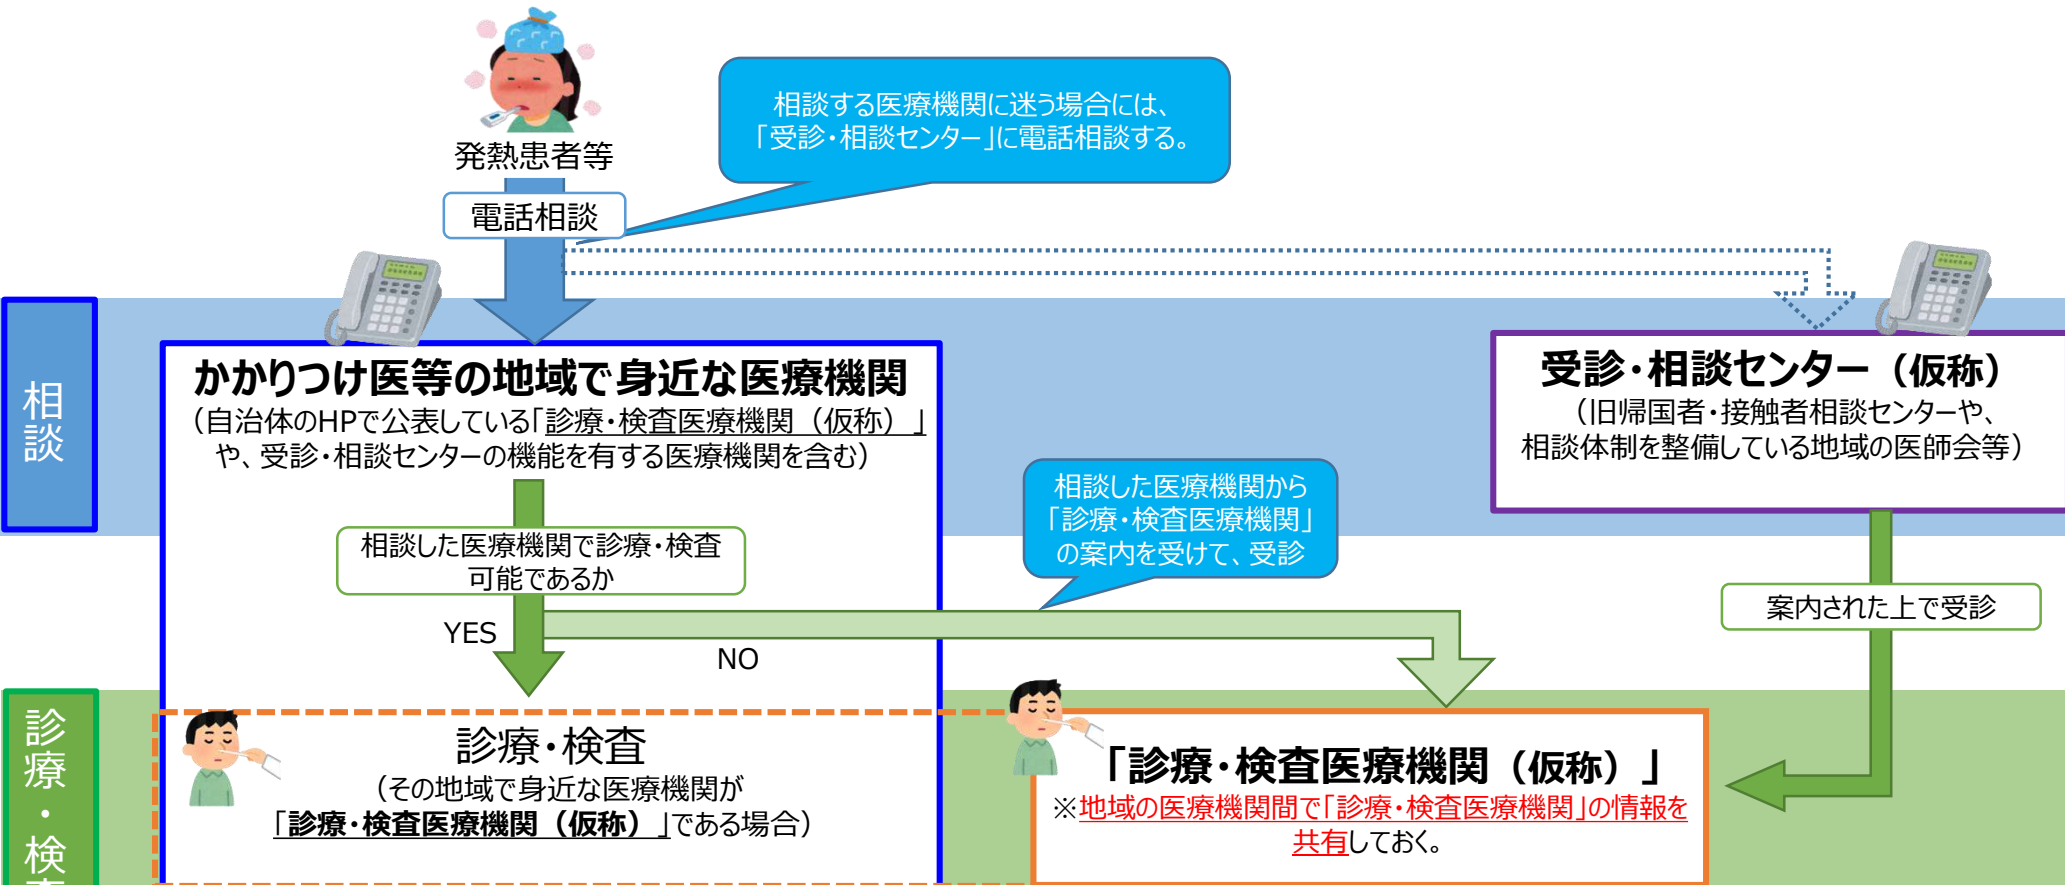 発熱患者等
相談する医療機関に迷う場合には、
「受診・相談センター」に電話相談する。
電話相談
相談
かかりつけ医等の地域で身近な医療機関
（自治体のHPで公表している「診療・検査医療機関（仮称）」
や、受診・相談センターの機能を有する医療機関を含む）
受診・相談センター（仮称）
（旧帰国者・接触者相談センターや、
相談体制を整備している地域の医師会等）
相談した医療機関から
「診療・検査医療機関」
の案内を受けて、受診
相談した医療機関で診療・検査
可能であるか
案内された上で受診
YES
NO
診療・検
診療・検査
（その地域で身近な医療機関が
「診療・検査医療機関（仮称）」である場合）
「診療・検査医療機関（仮称）」
※地域の医療機関間で「診療・検査医療機関」の情報を
共有しておく。